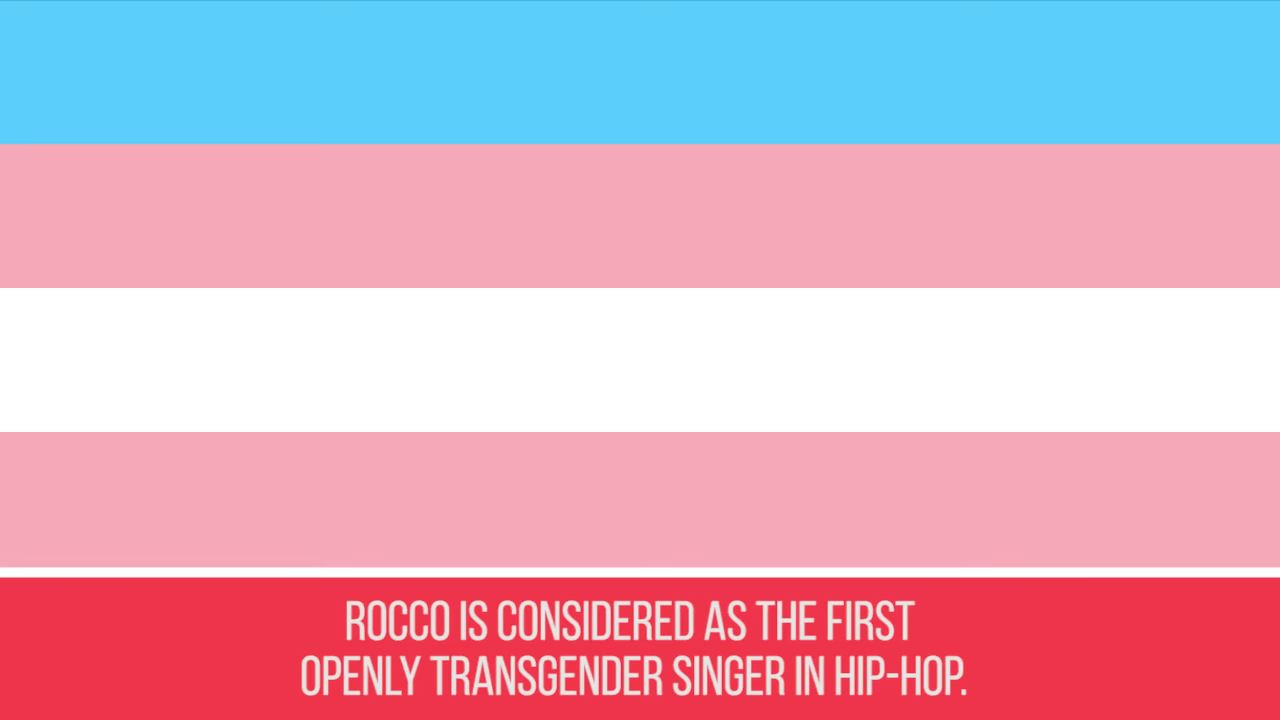 ROCCO IS CONSIDERED AS THE FIRST
OPENLY TRANSGENDER SINGER IN HIP-HOP.